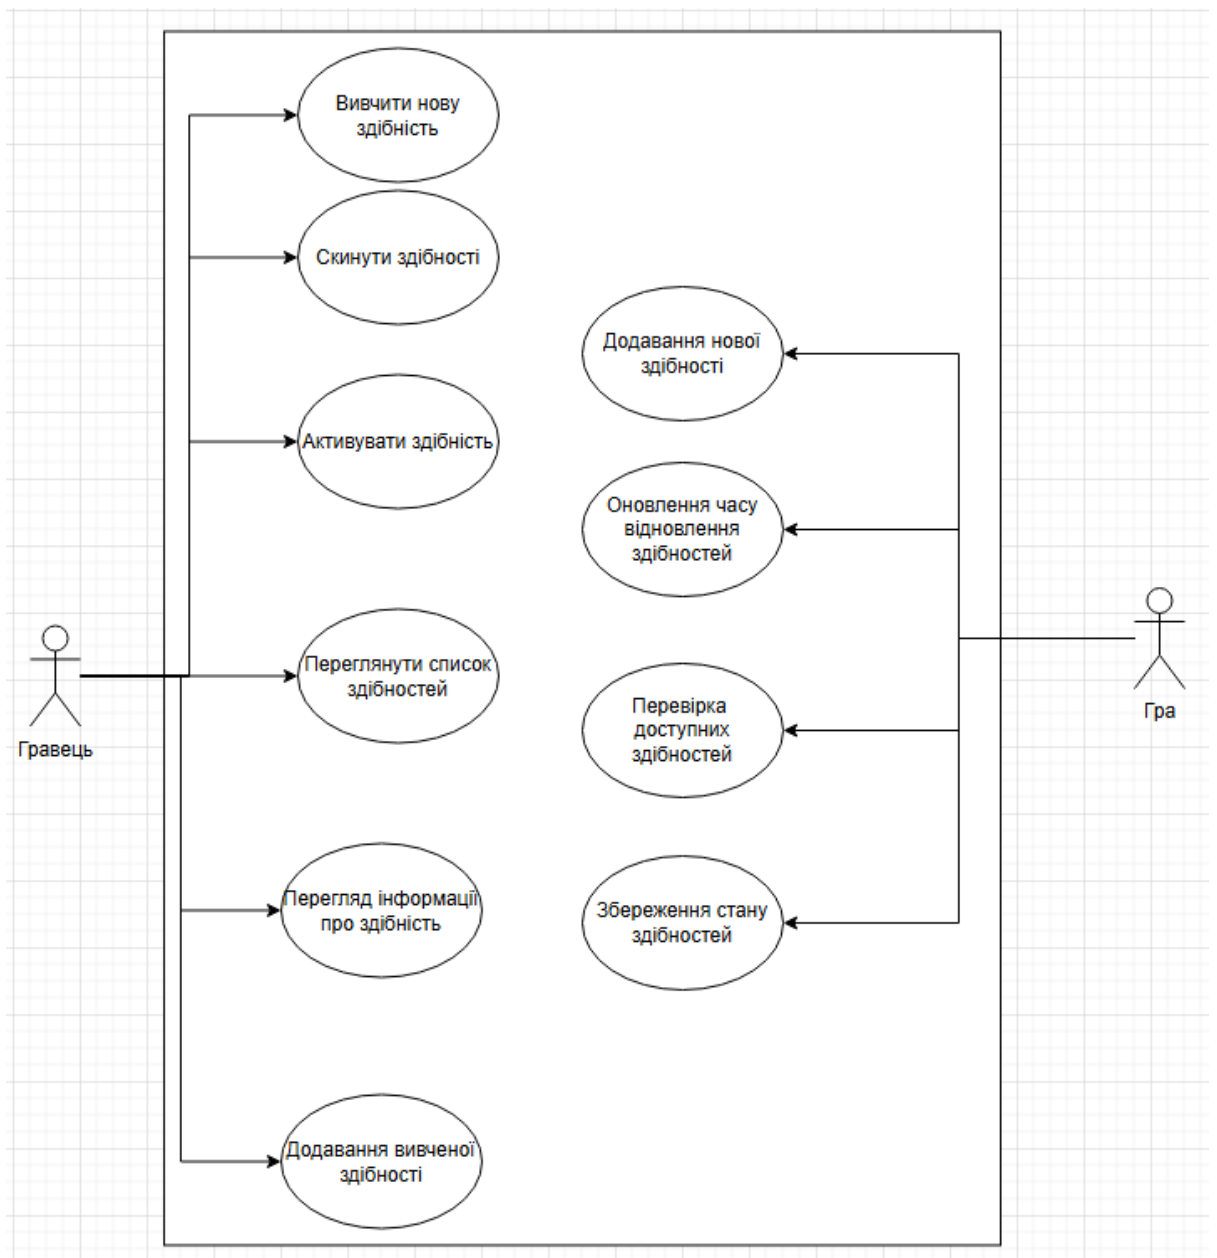 Вивчити нову
здібність
Скинути здібності
Активувати здібність
Переглянути список
здібностей
Перегляд інформації
про здібність
Додавання вивченої
здібності
Гравець
Додавання нової
здібності
Оновлення часу
відновлення
здібностей
Перевірка
доступних
здібностей
Збереження стану
здібностей
Гра